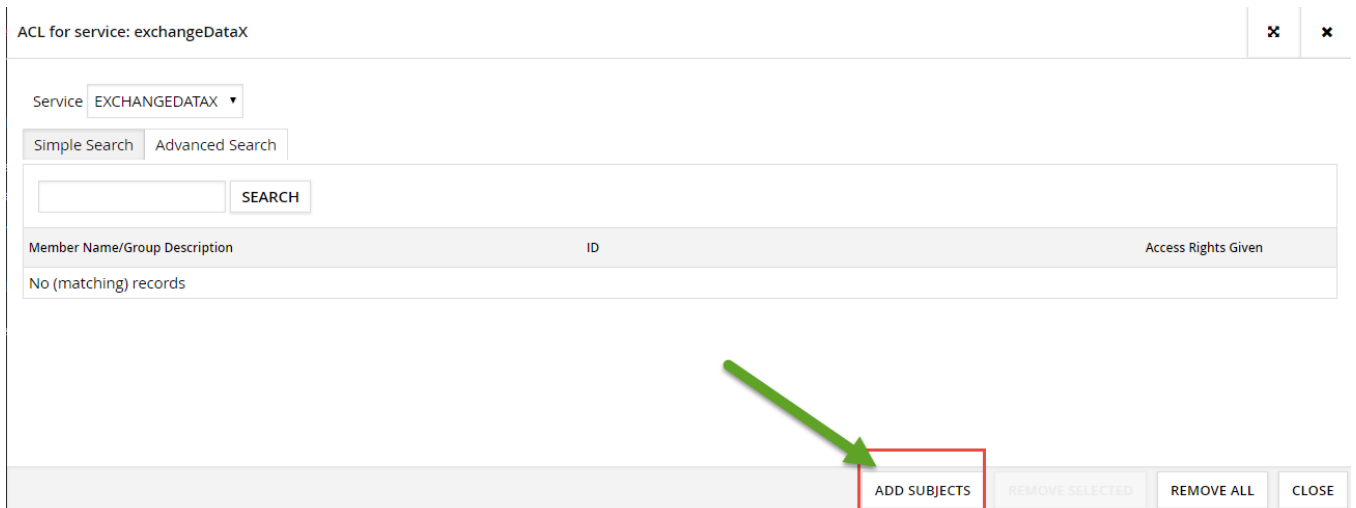 ACL for service: exchangeDataX
Service EXCHANGEDATAX
Simple Search Advanced Search
SEARCH
Member Name/Group Description ID Access Rights Given
No (matching) records
ADD SUBJECTS REMOVE SELECTED REMOVE ALL CLOSE